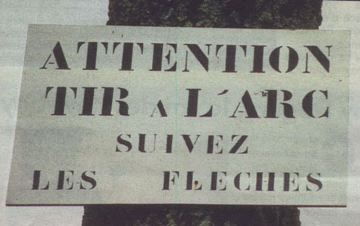 ATTENTION
TIR A L'ARC
SUIVEZ
LES FLECHES